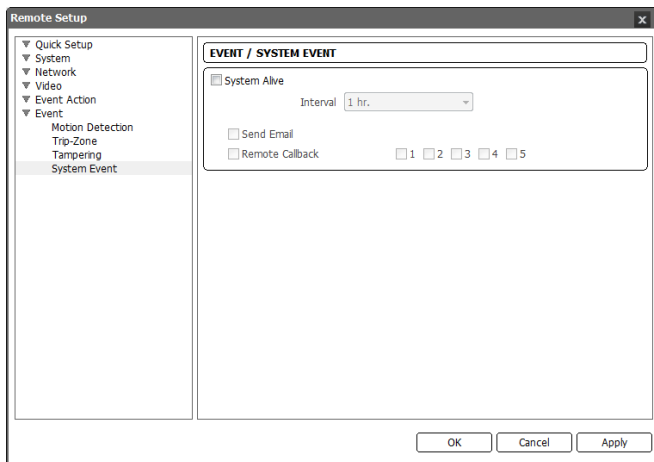 Remote Setup
x
Quick Setup
System
Network
Video
Event Action
Event
Motion Detection
Trip-Zone
Tampering
System Event
EVENT / SYSTEM EVENT
System Alive
Interval 1 hr.
Send Email
Remote Callback 1 2 3 4 5
OK Cancel Apply